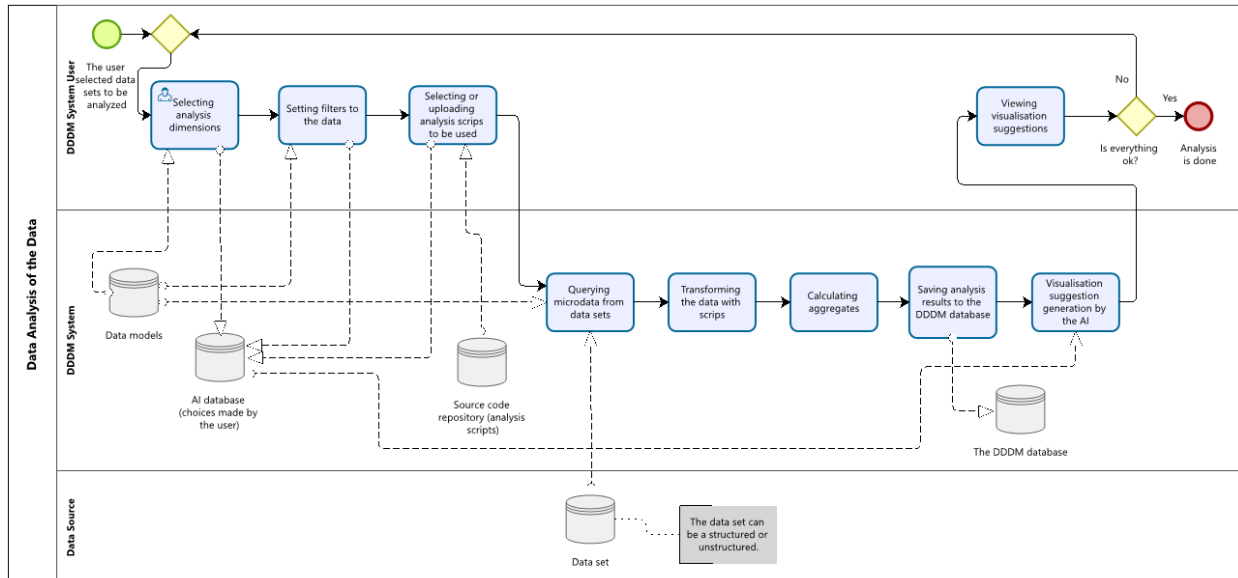 Data Analysis of the Data
DDDM System User
The user
selected data
sets to be
analyzed
Selecting
analysis
dimensions
Setting filters to
the data
Selecting or
uploading
analysis scrips
to be used
Viewing
visualisation
suggestions
No
Yes
Is everything
ok?
Analysis
is done
DDDM System
Data models
AI database
(choices made by
the user)
Source code
repository (analysis
scripts)
Querying
microdata from
data sets
Transforming
the data with
scrips
Calculating
aggregates
Saving analysis
results to the
DDDM database
Visualisation
suggestion
generation by
the AI
The DDDM database
Data Source
Data set
The data set can
be a structured or
unstructured.